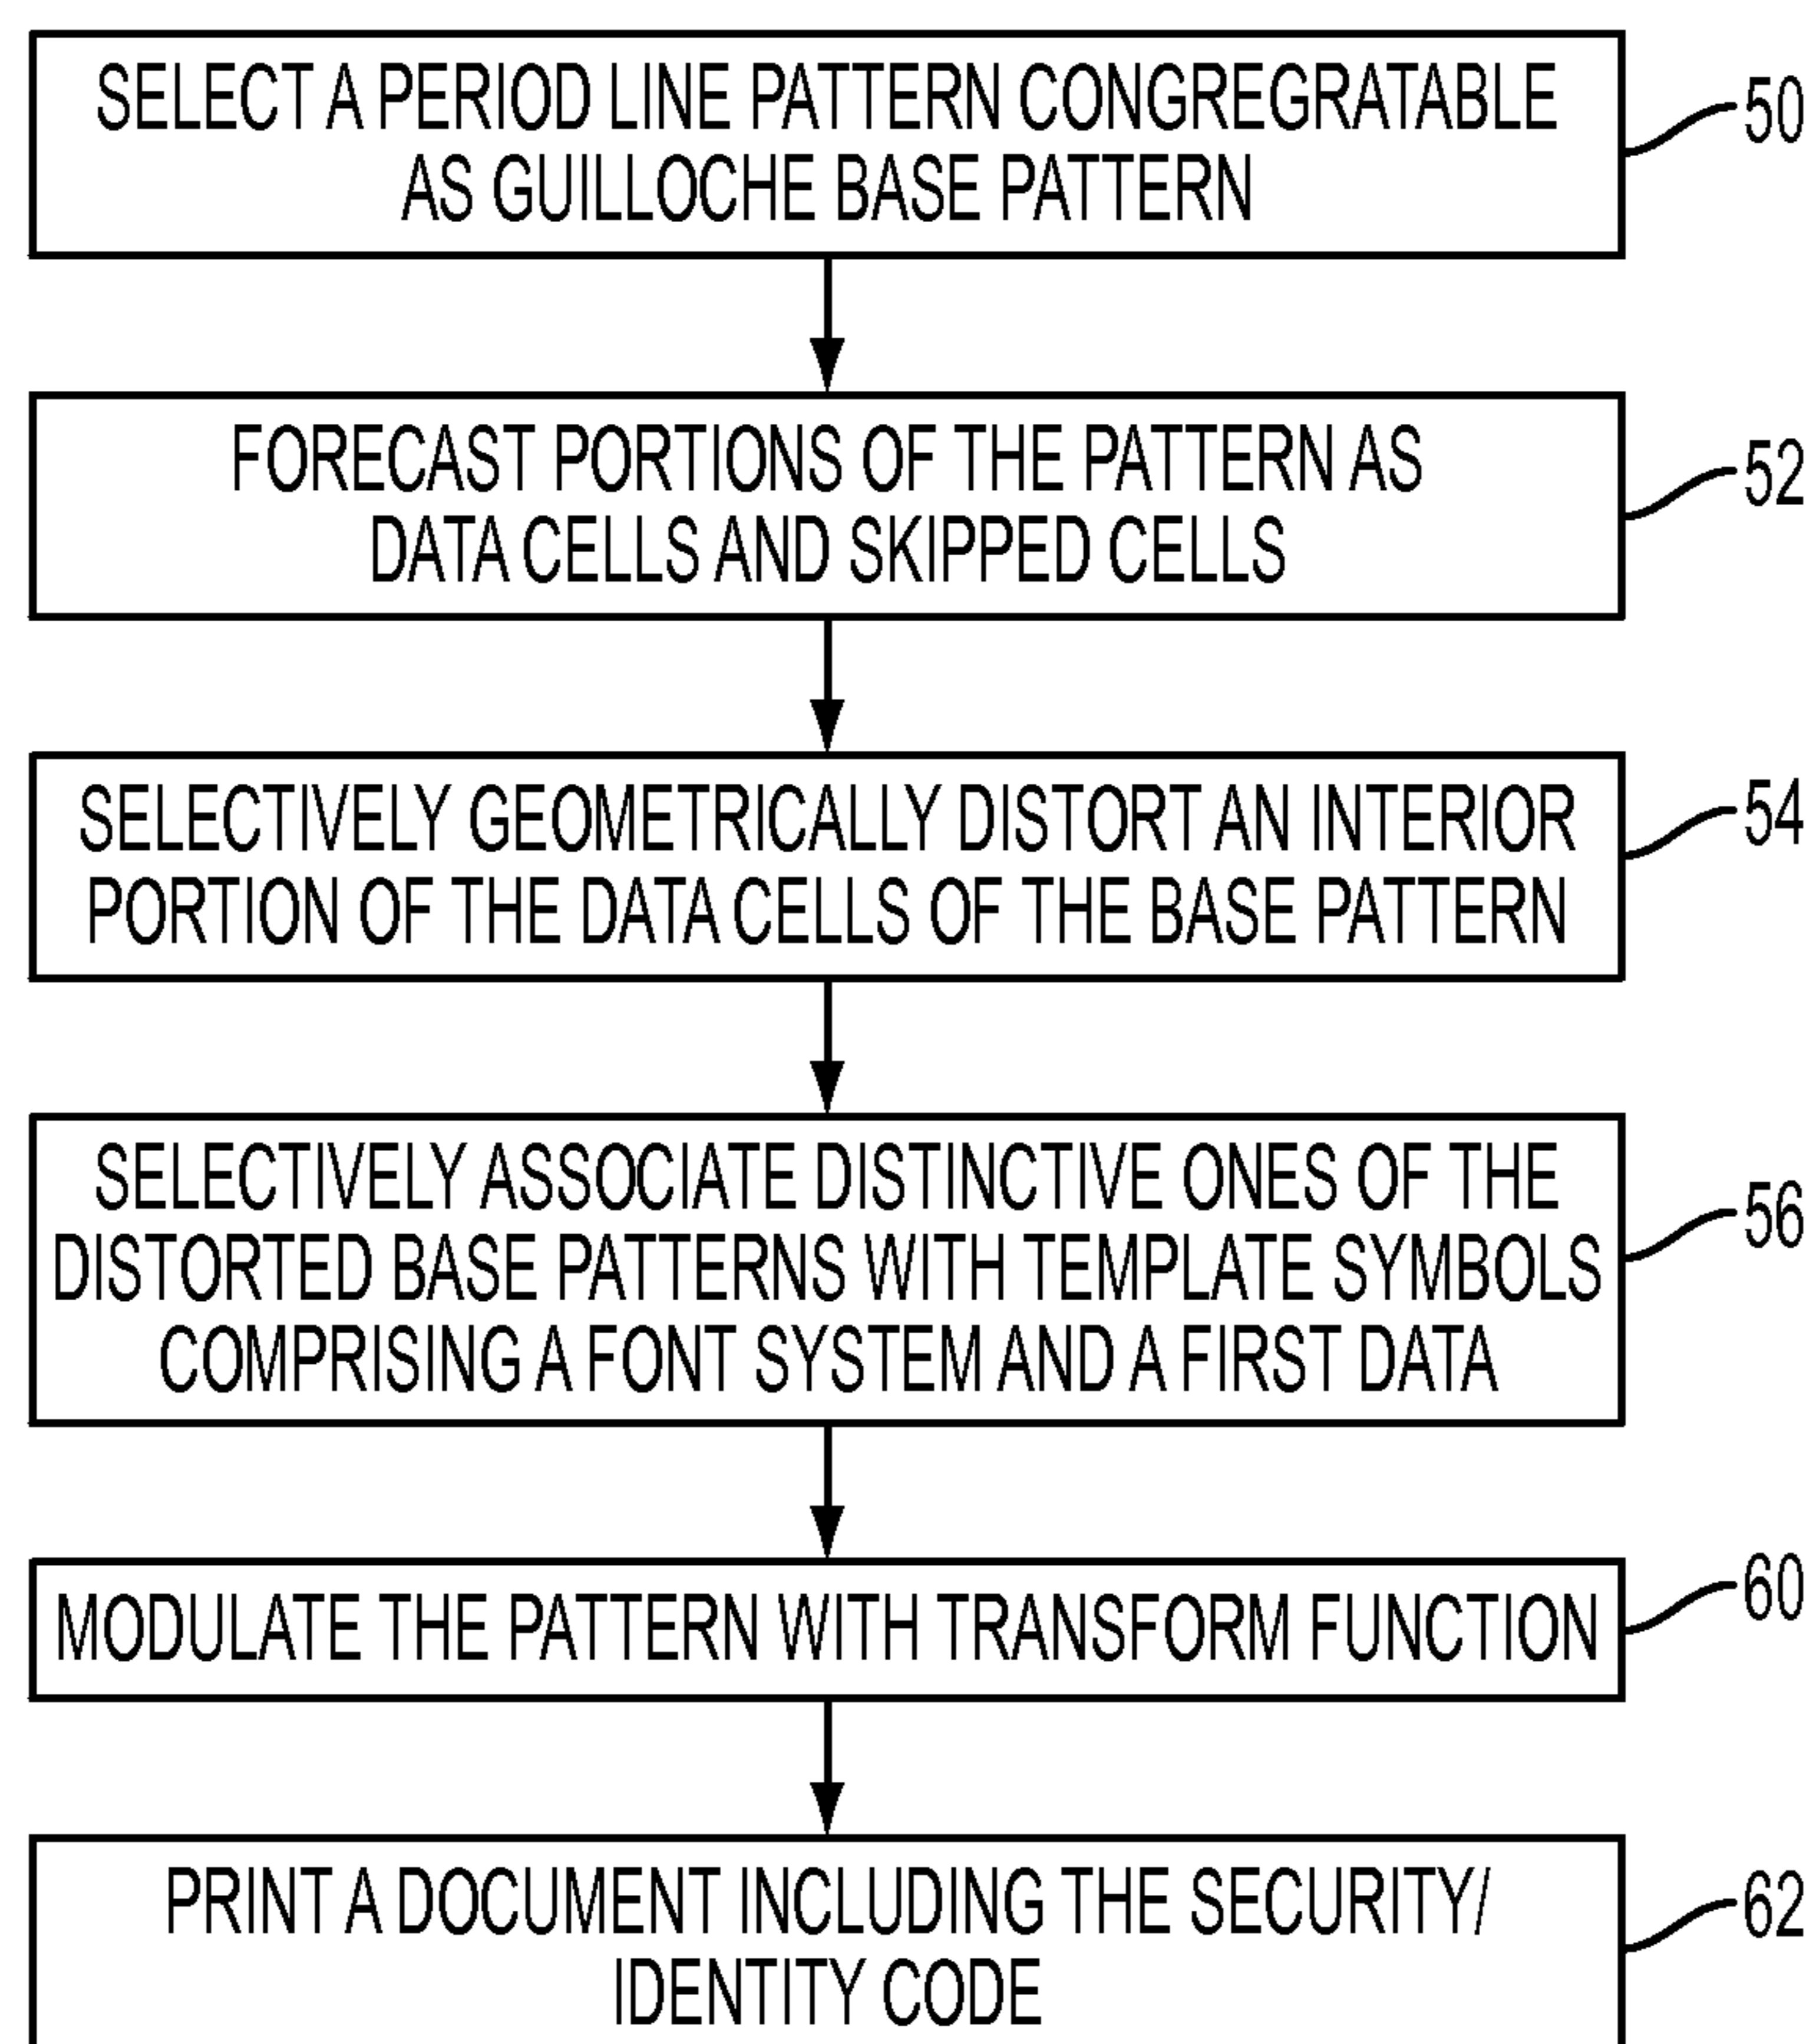 SELECT A PERIOD LINE PATTERN CONGREGRATABLE
AS GUILLOCHE BASE PATTERN
50
FORECAST PORTIONS OF THE PATTERN AS
DATA CELLS AND SKIPPED CELLS
52
SELECTIVELY GEOMETRICALLY DISTORT AN INTERIOR
PORTION OF THE DATA CELLS OF THE BASE PATTERN
54
SELECTIVELY ASSOCIATE DISTINCTIVE ONES OF THE
DISTORTED BASE PATTERNS WITH TEMPLATE SYMBOLS
COMPRISING A FONT SYSTEM AND A FIRST DATA
56
MODULATE THE PATTERN WITH TRANSFORM FUNCTION
60
PRINT A DOCUMENT INCLUDING THE SECURITY/
IDENTITY CODE
62